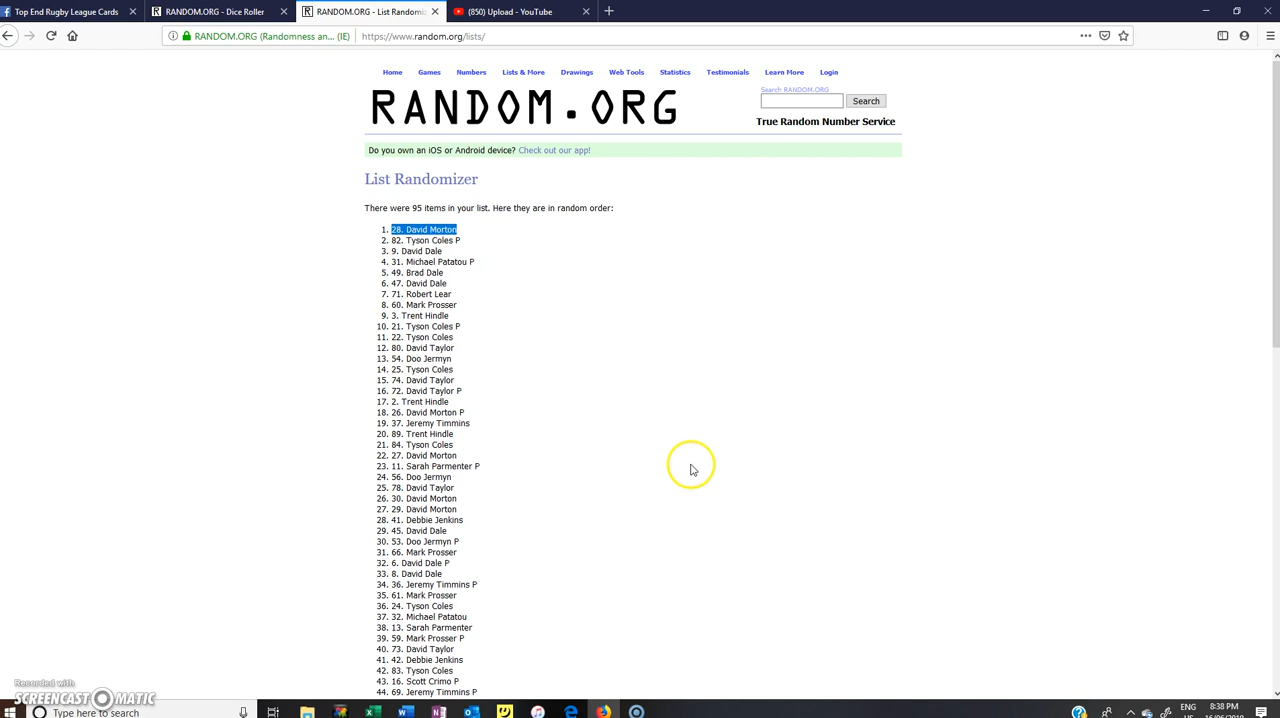 Top End Rugby League Cards
RANDOM.ORG - Dice Roller
RANDOM.ORG - List Randomiz
(850) Upload - YouTube
RANDOM.ORG (Randomness an... (IE)
https://www.random.org/lists/
Home Games Numbers Lists & More Drawings Web Tools Statistics Testimonials Learn More Login
RANDOM.ORG
Search RANDOM.ORG
Search
True Random Number Service
Do you own an iOS or Android device? Check out our app!
List Randomizer
There were 95 items in your list. Here they are in random order:
1. 28. David Morton
2. 82. Tyson Coles P
3. 9. David Dale
4. 31. Michael Patatou P
5. 49. Brad Dale
6. 47. David Dale
7. 71. Robert Lear
8. 60. Mark Prosser
9. 3. Trent Hindle
10. 21. Tyson Coles P
11. 22. Tyson Coles
12. 80. David Taylor
13. 54. Doo Jermyn
14. 25. Tyson Coles
15. 74. David Taylor
16. 72. David Taylor P
17. 2. Trent Hindle
18. 26. David Morton P
19. 37. Jeremy Timmins
20. 89. Trent Hindle
21. 84. Tyson Coles
22. 27. David Morton
23. 11. Sarah Parmenter P
24. 56. Doo Jermyn
25. 78. David Taylor
26. 30. David Morton
27. 29. David Morton
28. 41. Debbie Jenkins
29. 45. David Dale
30. 53. Doo Jermyn P
31. 66. Mark Prosser
32. 6. David Dale P
33. 8. David Dale
34. 36. Jeremy Timmins P
35. 61. Mark Prosser
36. 24. Tyson Coles
37. 32. Michael Patatou
38. 13. Sarah Parmenter
39. 59. Mark Prosser P
40. 73. David Taylor
41. 42. Debbie Jenkins
42. 83. Tyson Coles
43. 16. Scott Crimo P
44. 69. Jeremy Timmins P
Recorded with
SCREENCAST-O-MATIC
Type here to search
ENG
8:38 PM